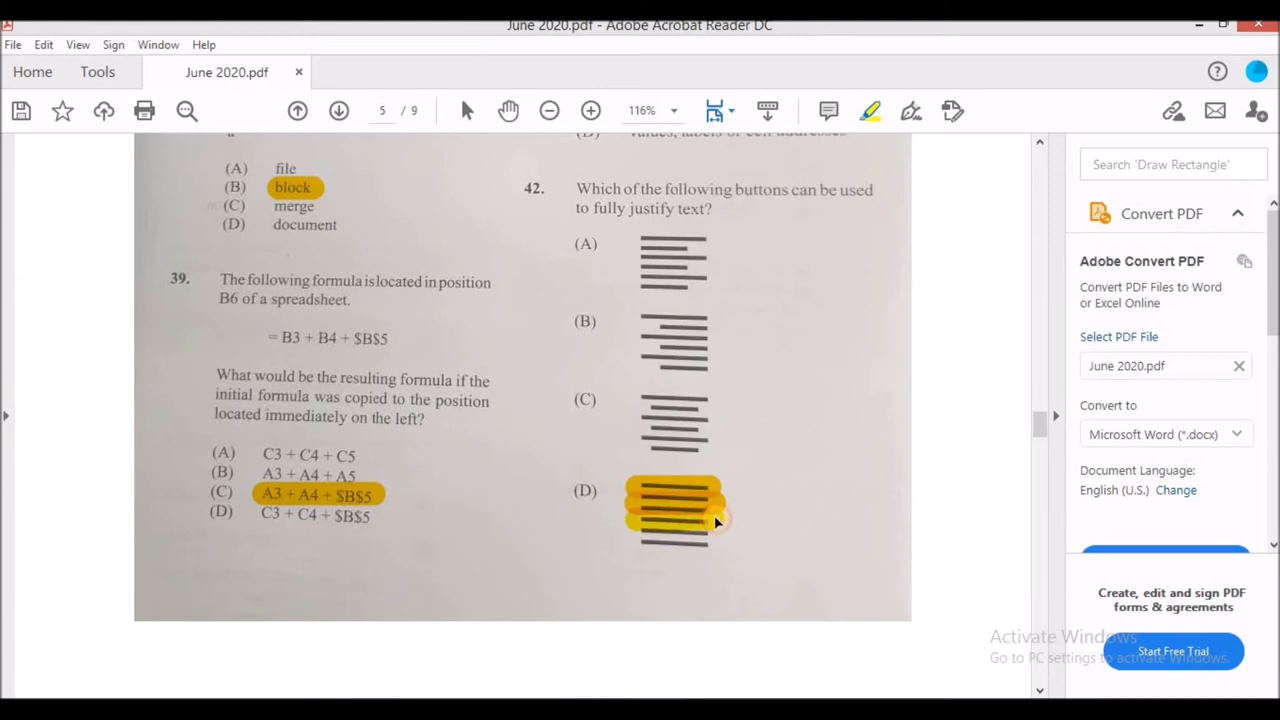 June 2020.pdf - Adobe Acrobat Reader DC
File Edit View Sign Window Help
Home Tools June 2020.pdf
5 / 9 116%
(A) file
(B) block
(C) merge
(D) document
39. The following formula is located in position
B6 of a spreadsheet.
= B3 + B4 + $B$5
What would be the resulting formula if the
initial formula was copied to the position
located immediately on the left?
(A) C3 + C4 + C5
(B) A3 + A4 + A5
(C) A3 + A4 + $B$5
(D) C3 + C4 + $B$5
(D) values, labels or cell addresses
42. Which of the following buttons can be used
to fully justify text?
(A)
(B)
(C)
(D)
Search 'Draw Rectangle'
Convert PDF
Adobe Convert PDF
Convert PDF Files to Word
or Excel Online
Select PDF File
June 2020.pdf
Convert to
Microsoft Word (*.docx)
Document Language:
English (U.S.) Change
Create, edit and sign PDF
forms & agreements
Start Free Trial
Activate Windows
Go to PC settings to activate Windows.